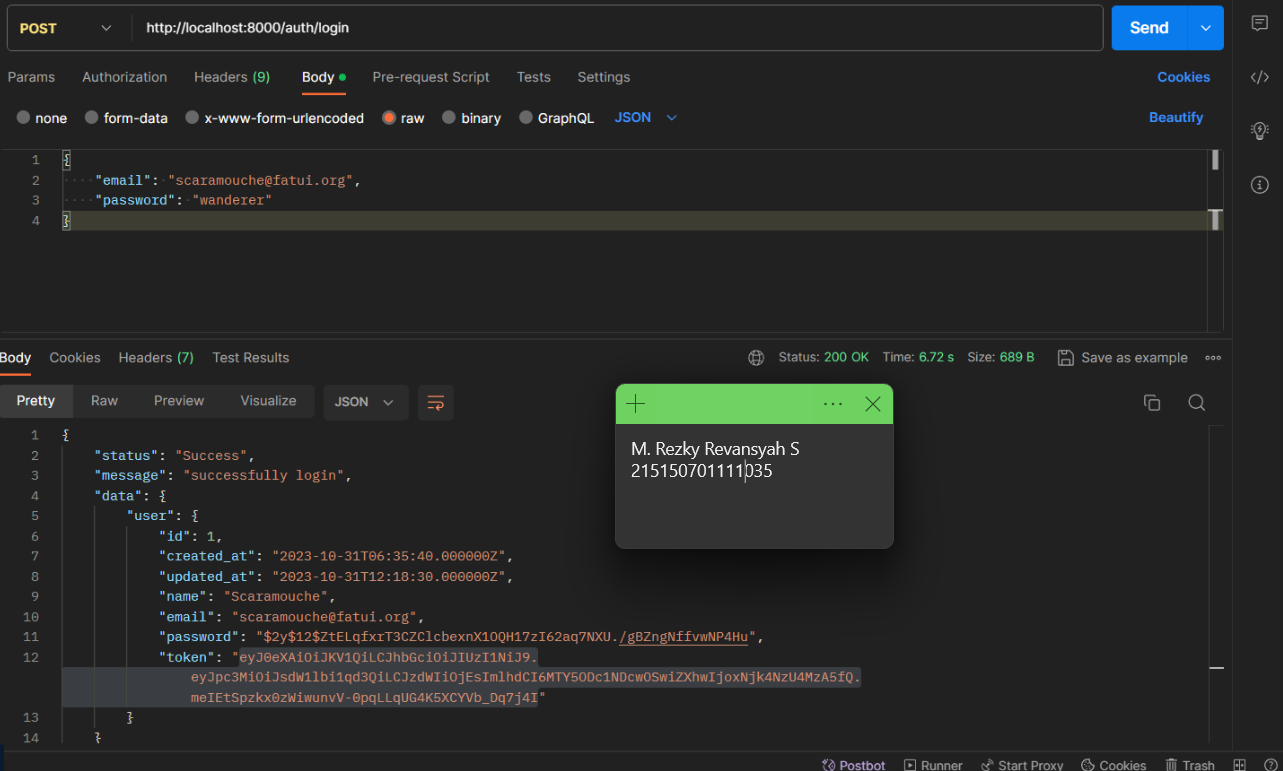 POST http://localhost:8000/auth/login Send
Params Authorization Headers (9) Body Pre-request Script Tests Settings Cookies
none form-data x-www-form-urlencoded raw binary GraphQL JSON Beautify
1 {
2 "email": "scaramouche@fatui.org",
3 "password": "wanderer"
4 }
Body Cookies Headers (7) Test Results Status: 200 OK Time: 6.72 s Size: 689 B Save as example
Pretty Raw Preview Visualize JSON
M. Rezky Revansyah S
215150701111035
1 {
2 "status": "Success",
3 "message": "successfully login",
4 "data": {
5 "user": {
6 "id": 1,
7 "created_at": "2023-10-31T06:35:40.000000Z",
8 "updated_at": "2023-10-31T12:18:30.000000Z",
9 "name": "Scaramouche",
10 "email": "scaramouche@fatui.org",
11 "password": "$2y$12$ZtELqfxrT3CZClcbexnX1OQH17zI62aq7NXU./gBZngNffvwNP4Hu",
12 "token": "eyJ0eXAiOiJKV1QiLCJhbGciOiJIUzI1NiJ9.
eyJpc3MiOiJsdW1lbi1qd3QiLCJzdWIiOjEsImlhdCI6MTY5ODc1NDcwOSwiZXhwIjoxNjk4NzU4MzA5fQ.
meIEtSpzkx0zWiwunvV-0pqLLqUG4K5XCYVb_Dq7j4I"
13 }
14 }
Postbot Runner Start Proxy Cookies Trash